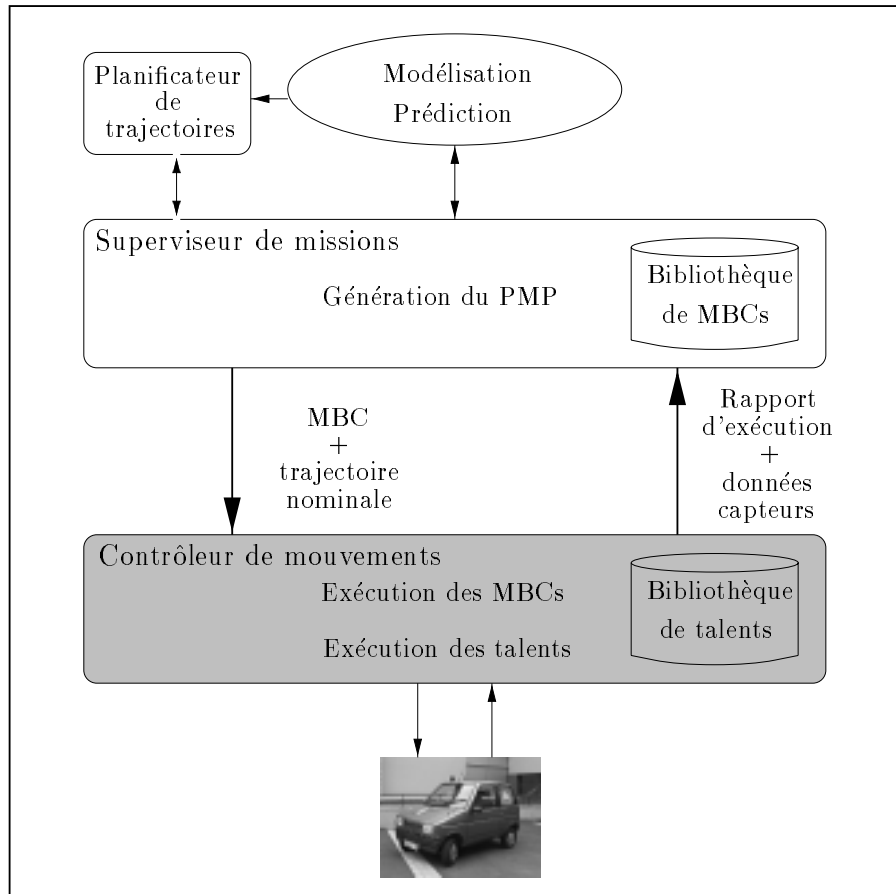 Planificateur
de
trajectoires
Modélisation
Prédiction
Superviseur de missions
Génération du PMP
Bibliothèque
de MBCs
MBC
+
trajectoire
nominale
Rapport
d'exécution
+
données
capteurs
Contrôleur de mouvements
Exécution des MBCs
Exécution des talents
Bibliothèque
de talents